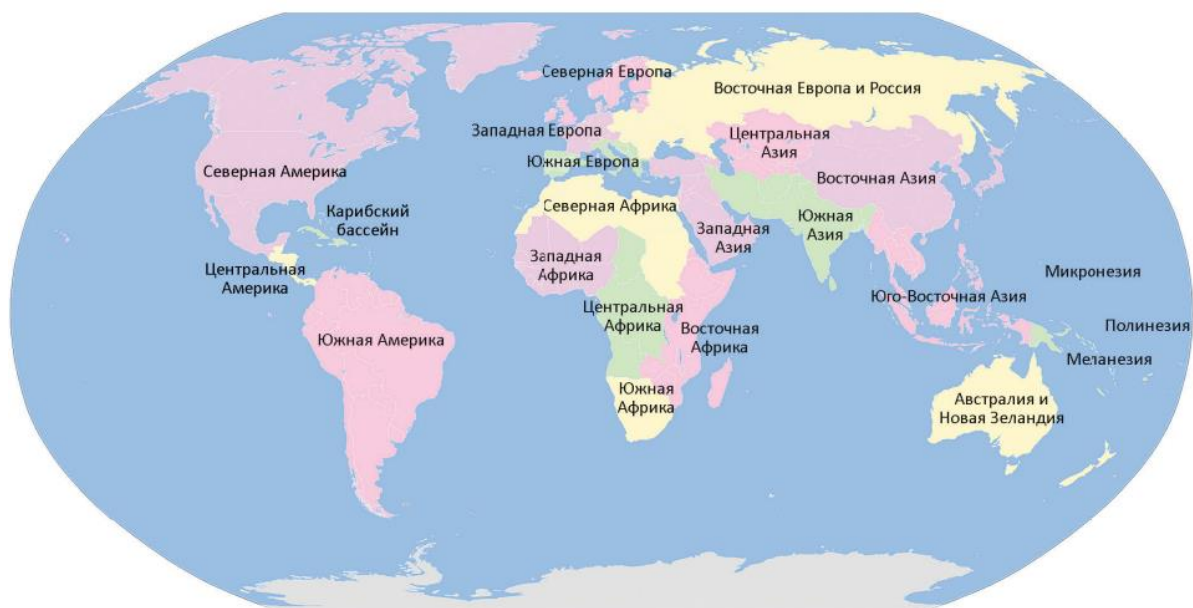 Северная Европа
Восточная Европа и Россия
Западная Европа
Центральная
Азия
Южная Европа
Северная Америка
Восточная Азия
Северная Африка
Карибский
бассейн
Южная
Азия
Западная
Азия
Западная
Африка
Центральная
Америка
Микронезия
Юго-Восточная Азия
Центральная
Африка
Полинезия
Восточная
Африка
Южная Америка
Меланезия
Южная
Африка
Австралия и
Новая Зеландия